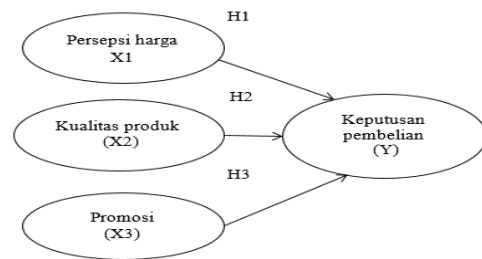 H1
Persepsi harga
X1
H2
Kualitas produk
(X2)
Keputusan
pembelian
(Y)
H3
Promosi
(X3)